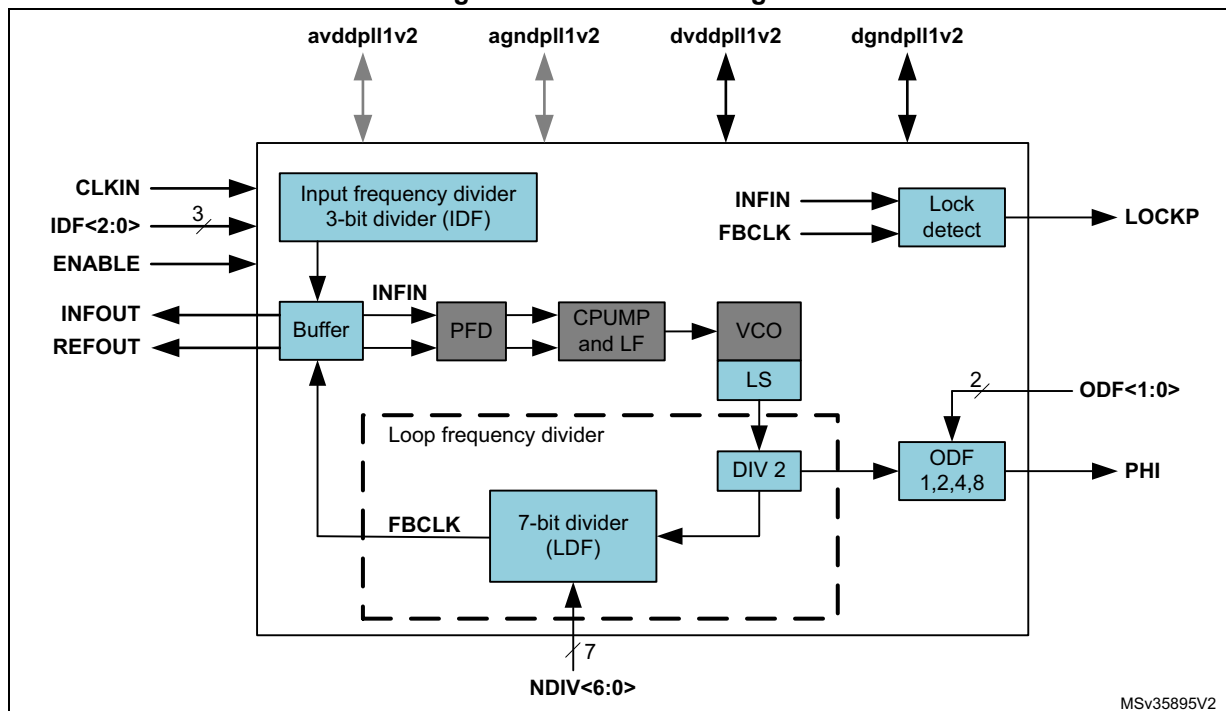 avddpll1v2 agndpll1v2 dvddpll1v2 dgndpll1v2
CLKIN
IDF<2:0>
3
ENABLE
INFOUT
REFOUT
Input frequency divider
3-bit divider (IDF)
INFIN
FBCLK
Lock
detect
LOCKP
Buffer
INFIN
PFD
CPUMP
and LF
VCO
LS
2
ODF<1:0>
Loop frequency divider
DIV 2
ODF
1,2,4,8
PHI
FBCLK
7-bit divider
(LDF)
7
NDIV<6:0>
MSv35895V2